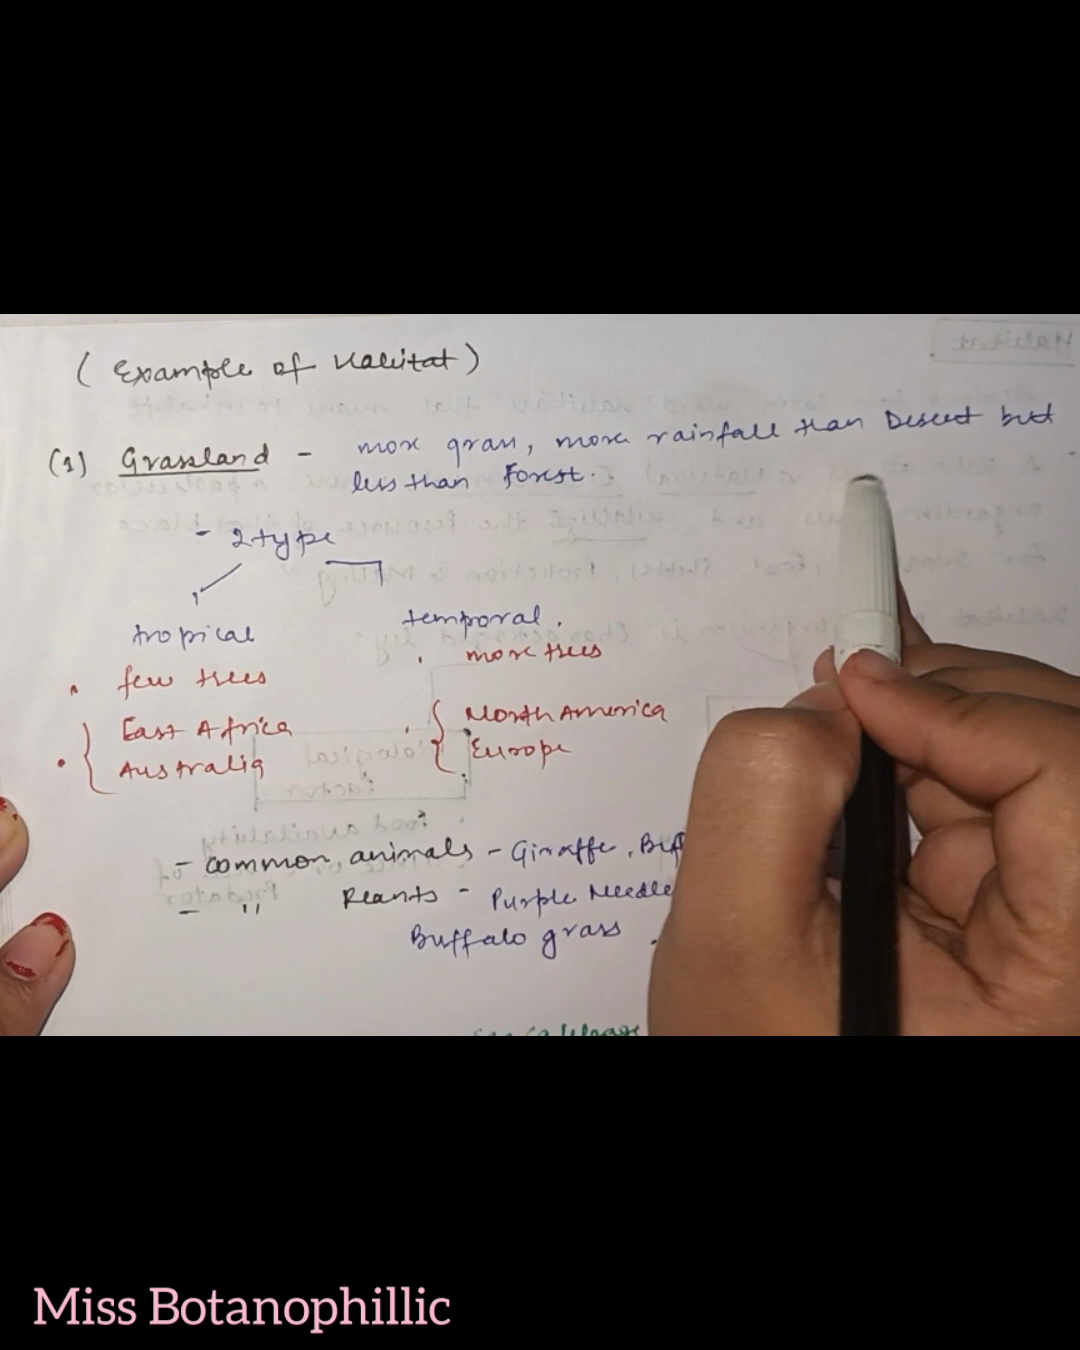 (Example of Habitat)
(1) Grassland - more grass, more rainfall than Desert but
less than Forest.
- 2 type
tropical temporal.
• few trees • more trees
• { East Africa • { North America
Australia Europe
- common animals - Giraffe, Buf
- " Plants - Purple Needle
Buffalo grass.
Miss Botanophillic